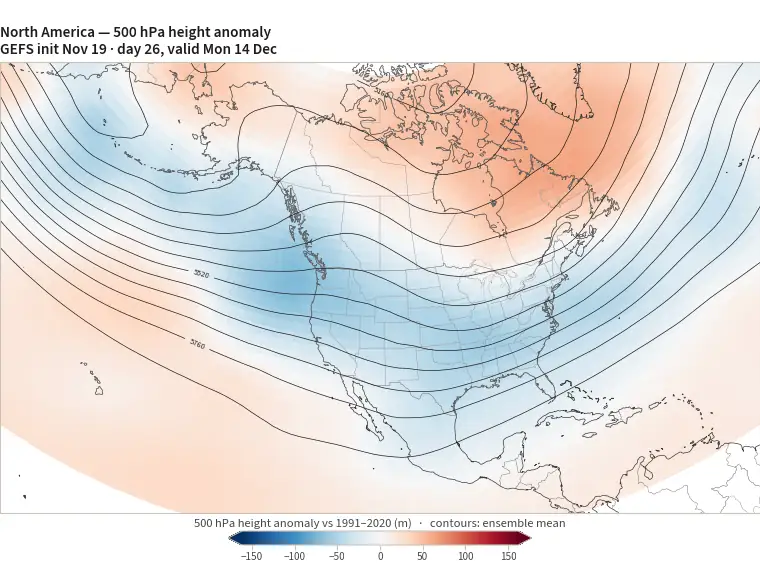 North America — 500 hPa height anomaly
GEFS init Nov 19 · day 26, valid Mon 14 Dec
5520
5760
500 hPa height anomaly vs 1991–2020 (m) · contours: ensemble mean
−150 −100 −50 0 50 100 150